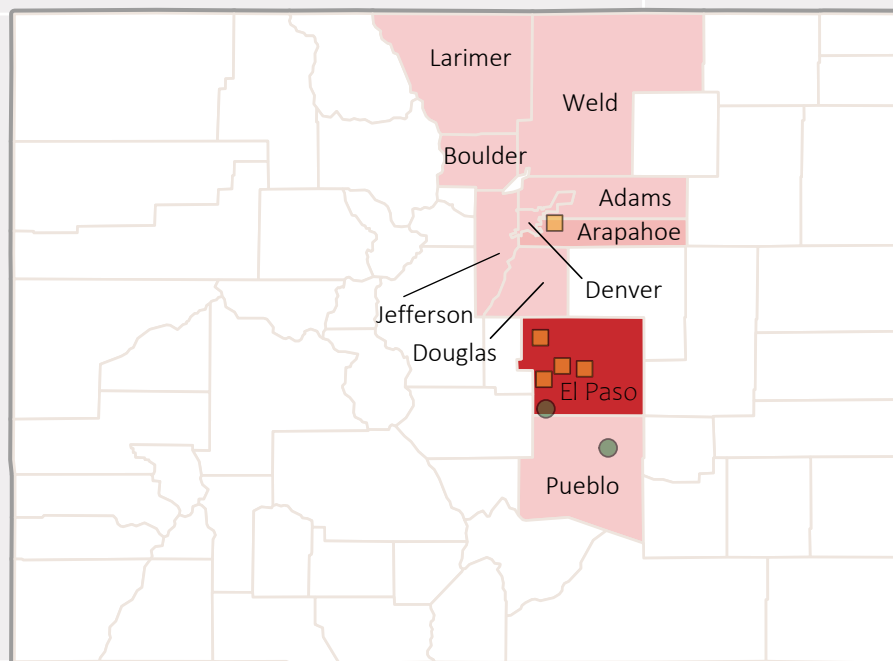 Larimer
Weld
Boulder
Adams
Arapahoe
Denver
Jefferson
Douglas
El Paso
Pueblo